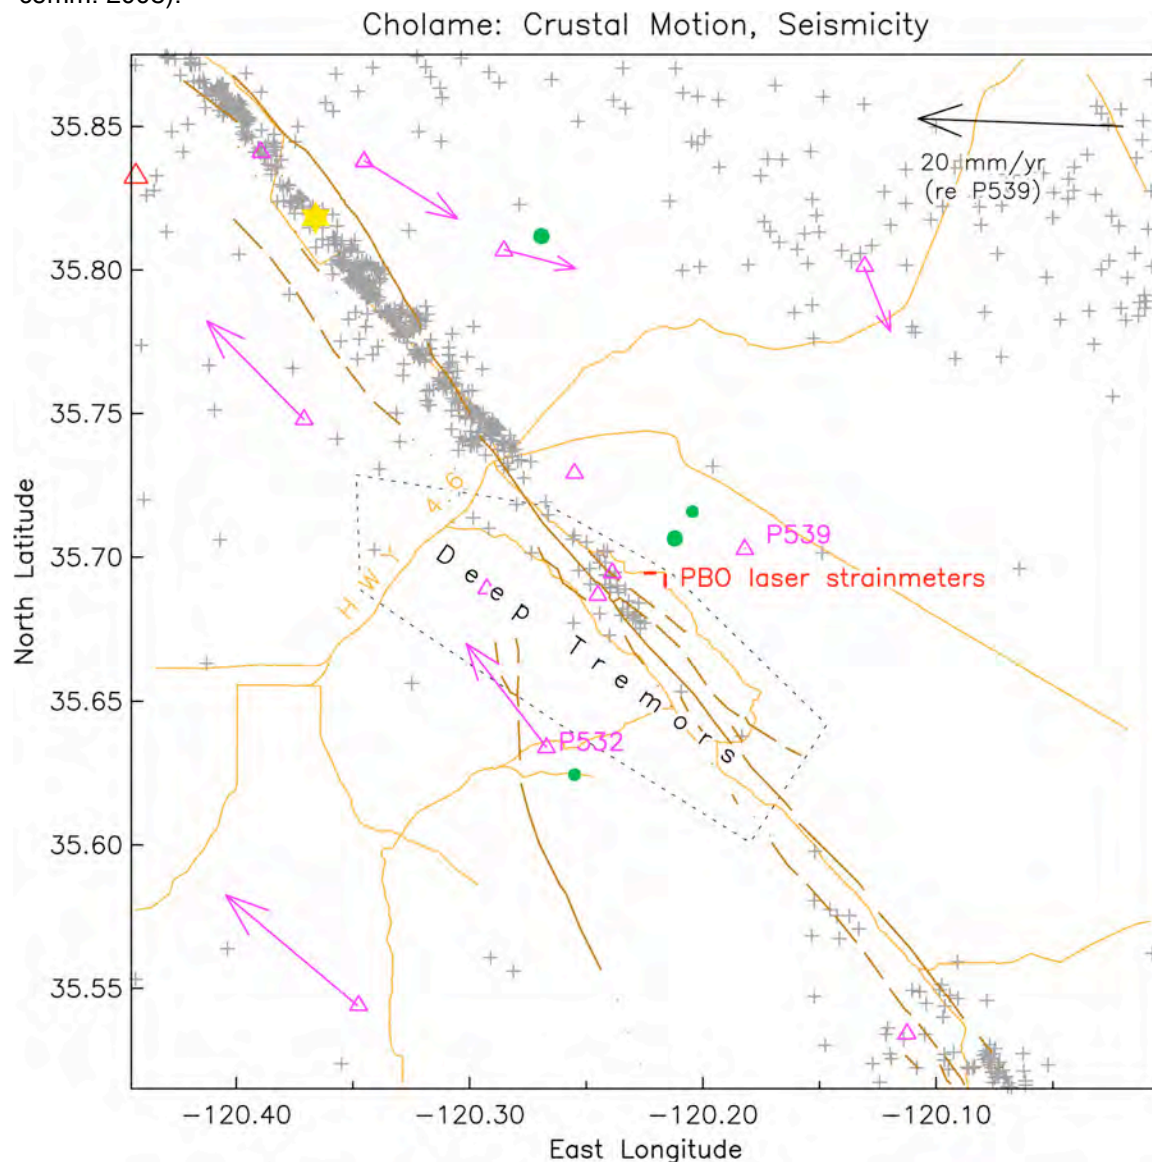 comm. 2008).
Cholame: Crustal Motion, Seismicity
20 mm/yr
(re P539)
35.85
35.80
35.75
35.70
35.65
35.60
35.55
North Latitude
HWY 46
P539
PBO laser strainmeters
Deep Tremors
P532
−120.40
−120.30
−120.20
−120.10
East Longitude